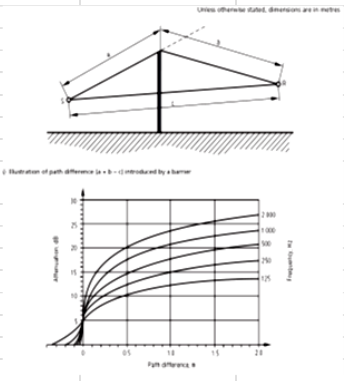 Unless otherwise stated, dimensions are in metres
a
b
S
R
c
i) Illustration of path difference (a + b - c) introduced by a barrier
30
25
20
15
10
5
Attenuation, dB
2 000
1 000
500
250
125
Frequency, Hz
0
0.5
1.0
1.5
2.0
Path difference, m